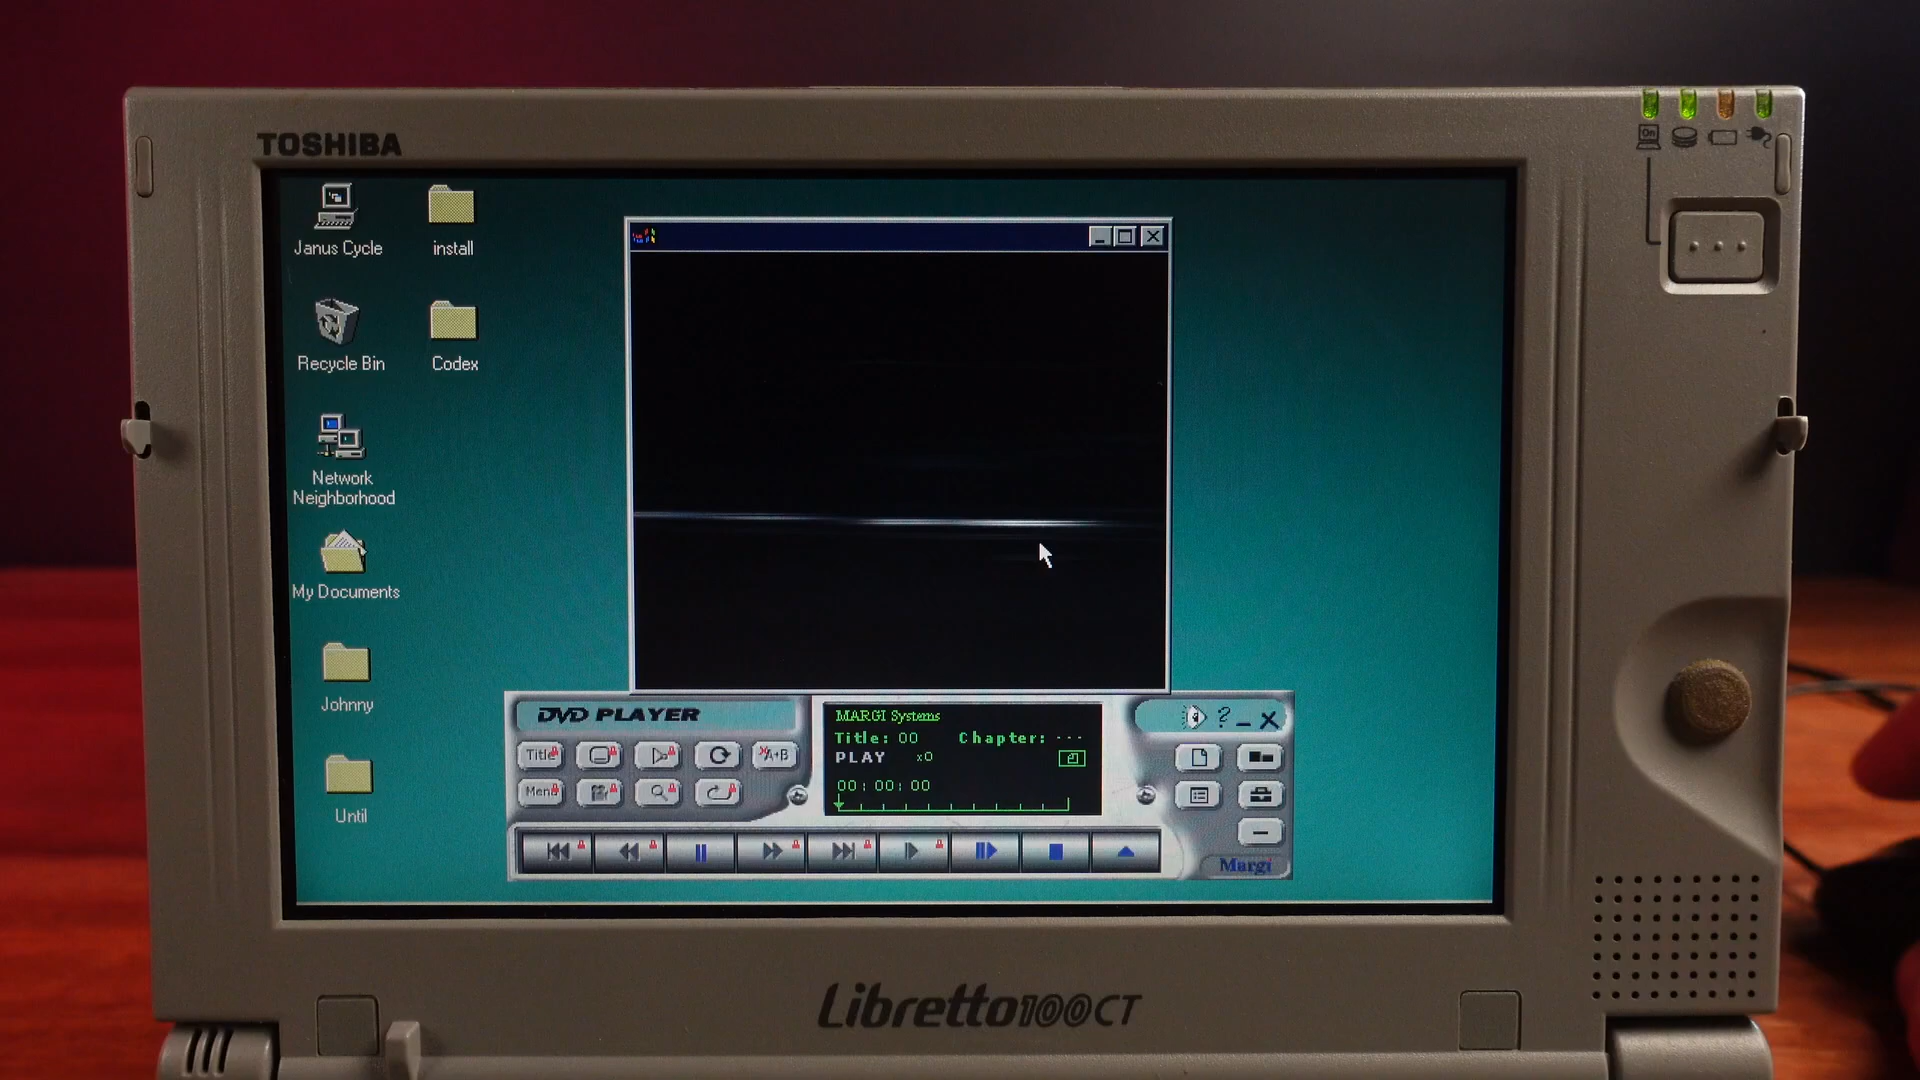 TOSHIBA
On
Janus Cycle
install
Recycle Bin
Codex
Network
Neighborhood
My Documents
Johnny
Until
DVD PLAYER
MARGI Systems
Title: 00 Chapter: ---
PLAY x0
00:00:00
Title
A+B
Menu
?
Margi
Libretto100CT